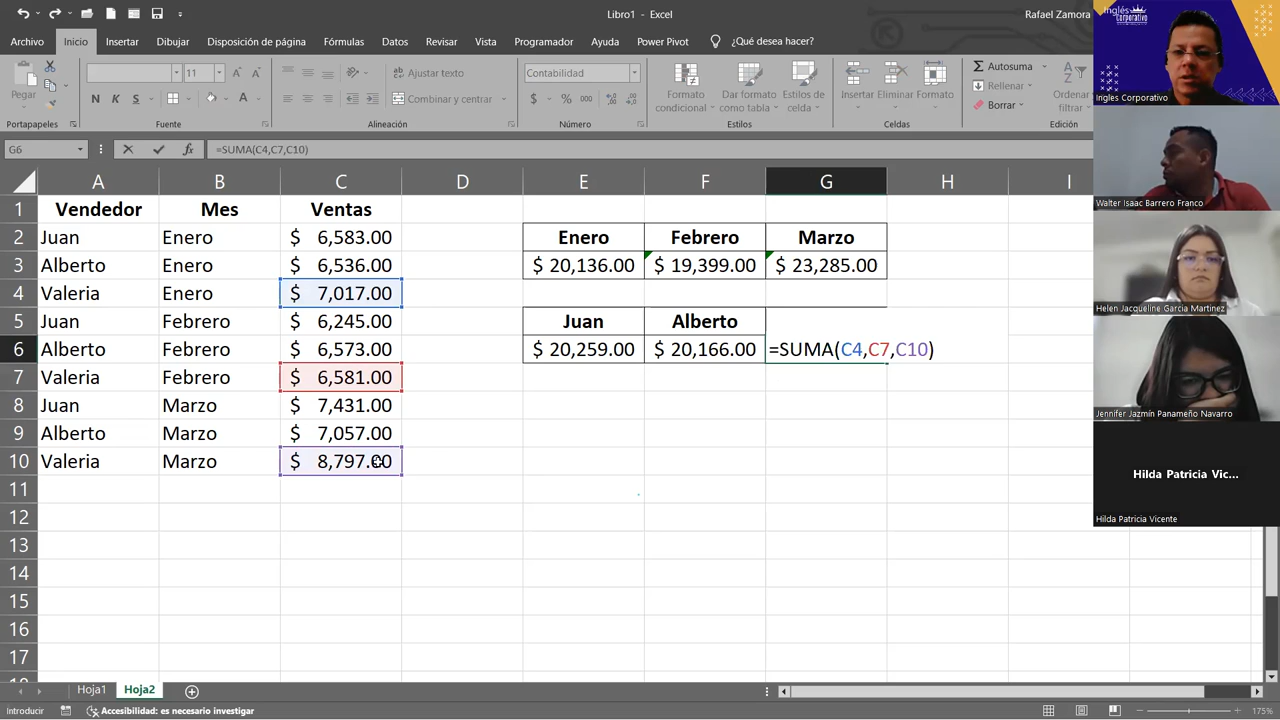 Libro1 - Excel
Rafael Zamora
Archivo Inicio Insertar Dibujar Disposición de página Fórmulas Datos Revisar Vista Programador Ayuda Power Pivot ¿Qué desea hacer?
Pegar
11
N K S
Ajustar texto
Combinar y centrar
Contabilidad
$ % 000
Formato condicional
Dar formato como tabla
Estilos de celda
Insertar Eliminar Formato
Autosuma
Rellenar
Borrar
Ordenar
filtrar
Portapapeles Fuente Alineación Número Estilos Celdas Edición
G6 =SUMA(C4,C7,C10)
A B C D E F G H I
1 Vendedor Mes Ventas
2 Juan Enero $ 6,583.00 Enero Febrero Marzo
3 Alberto Enero $ 6,536.00 $ 20,136.00 $ 19,399.00 $ 23,285.00
4 Valeria Enero $ 7,017.00
5 Juan Febrero $ 6,245.00 Juan Alberto
6 Alberto Febrero $ 6,573.00 $ 20,259.00 $ 20,166.00 =SUMA(C4,C7,C10)
7 Valeria Febrero $ 6,581.00
8 Juan Marzo $ 7,431.00
9 Alberto Marzo $ 7,057.00
10 Valeria Marzo $ 8,797.00
11
12
13
14
15
16
17
Hoja1 Hoja2
Introducir Accesibilidad: es necesario investigar 175%
Inglés
Corporativo
Ingles Corporativo
Walter Isaac Barrero Franco
Helen Jacqueline Garcia Martinez
Jennifer Jazmín Panameño Navarro
Hilda Patricia Vic...
Hilda Patricia Vicente